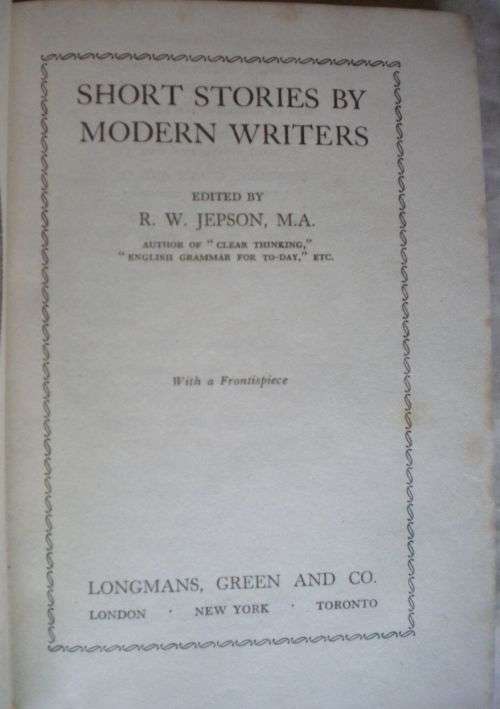 SHORT STORIES BY
MODERN WRITERS
EDITED BY
R. W. JEPSON, M.A.
AUTHOR OF "CLEAR THINKING,"
"ENGLISH GRAMMAR FOR TO-DAY," ETC.
With a Frontispiece
LONGMANS, GREEN AND CO.
LONDON · NEW YORK · TORONTO